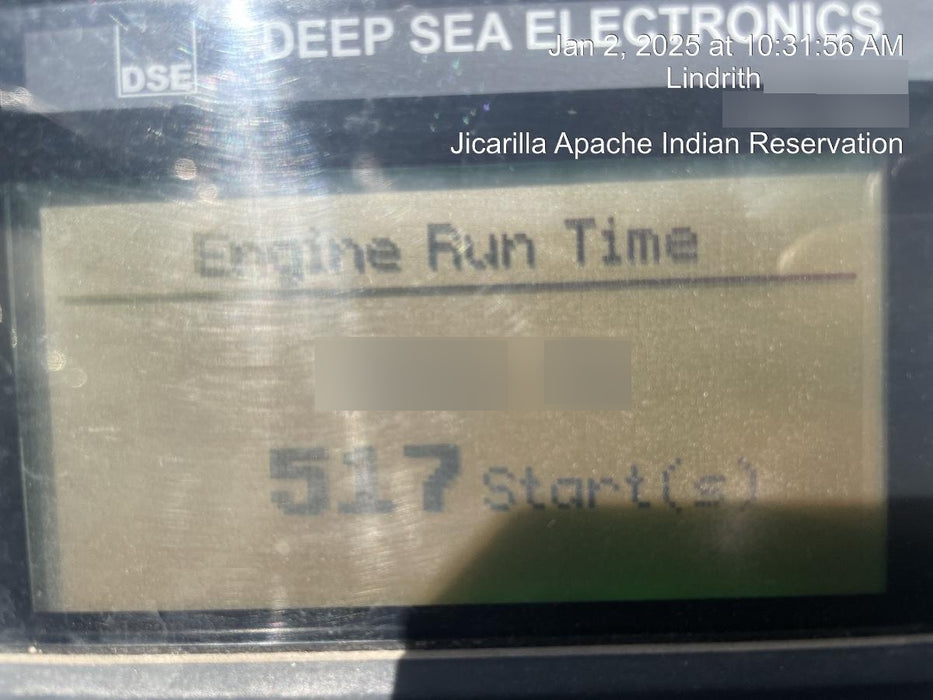 DEEP SEA ELECTRONICS
DSE
Jan 2, 2025 at 10:31:56 AM
Lindrith
Jicarilla Apache Indian Reservation
Engine Run Time
517 Start(s)